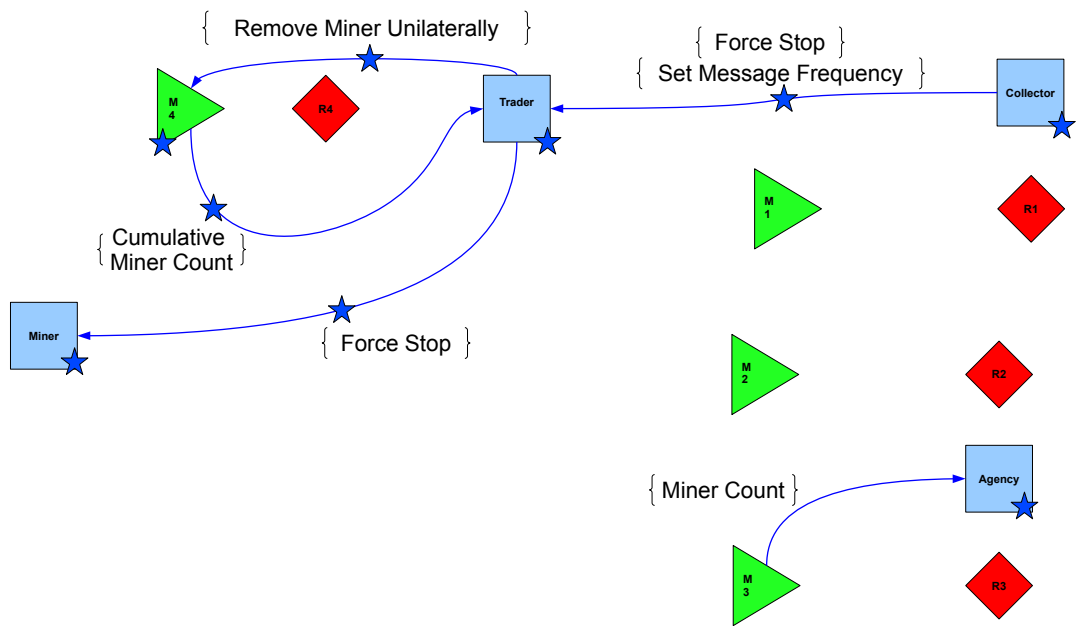 { Remove Miner Unilaterally }
{ Force Stop }
{ Set Message Frequency }
M
4
R4
Trader
Collector
M
1
R1
{ Cumulative
Miner Count }
Miner
{ Force Stop }
M
2
R2
{ Miner Count }
Agency
M
3
R3